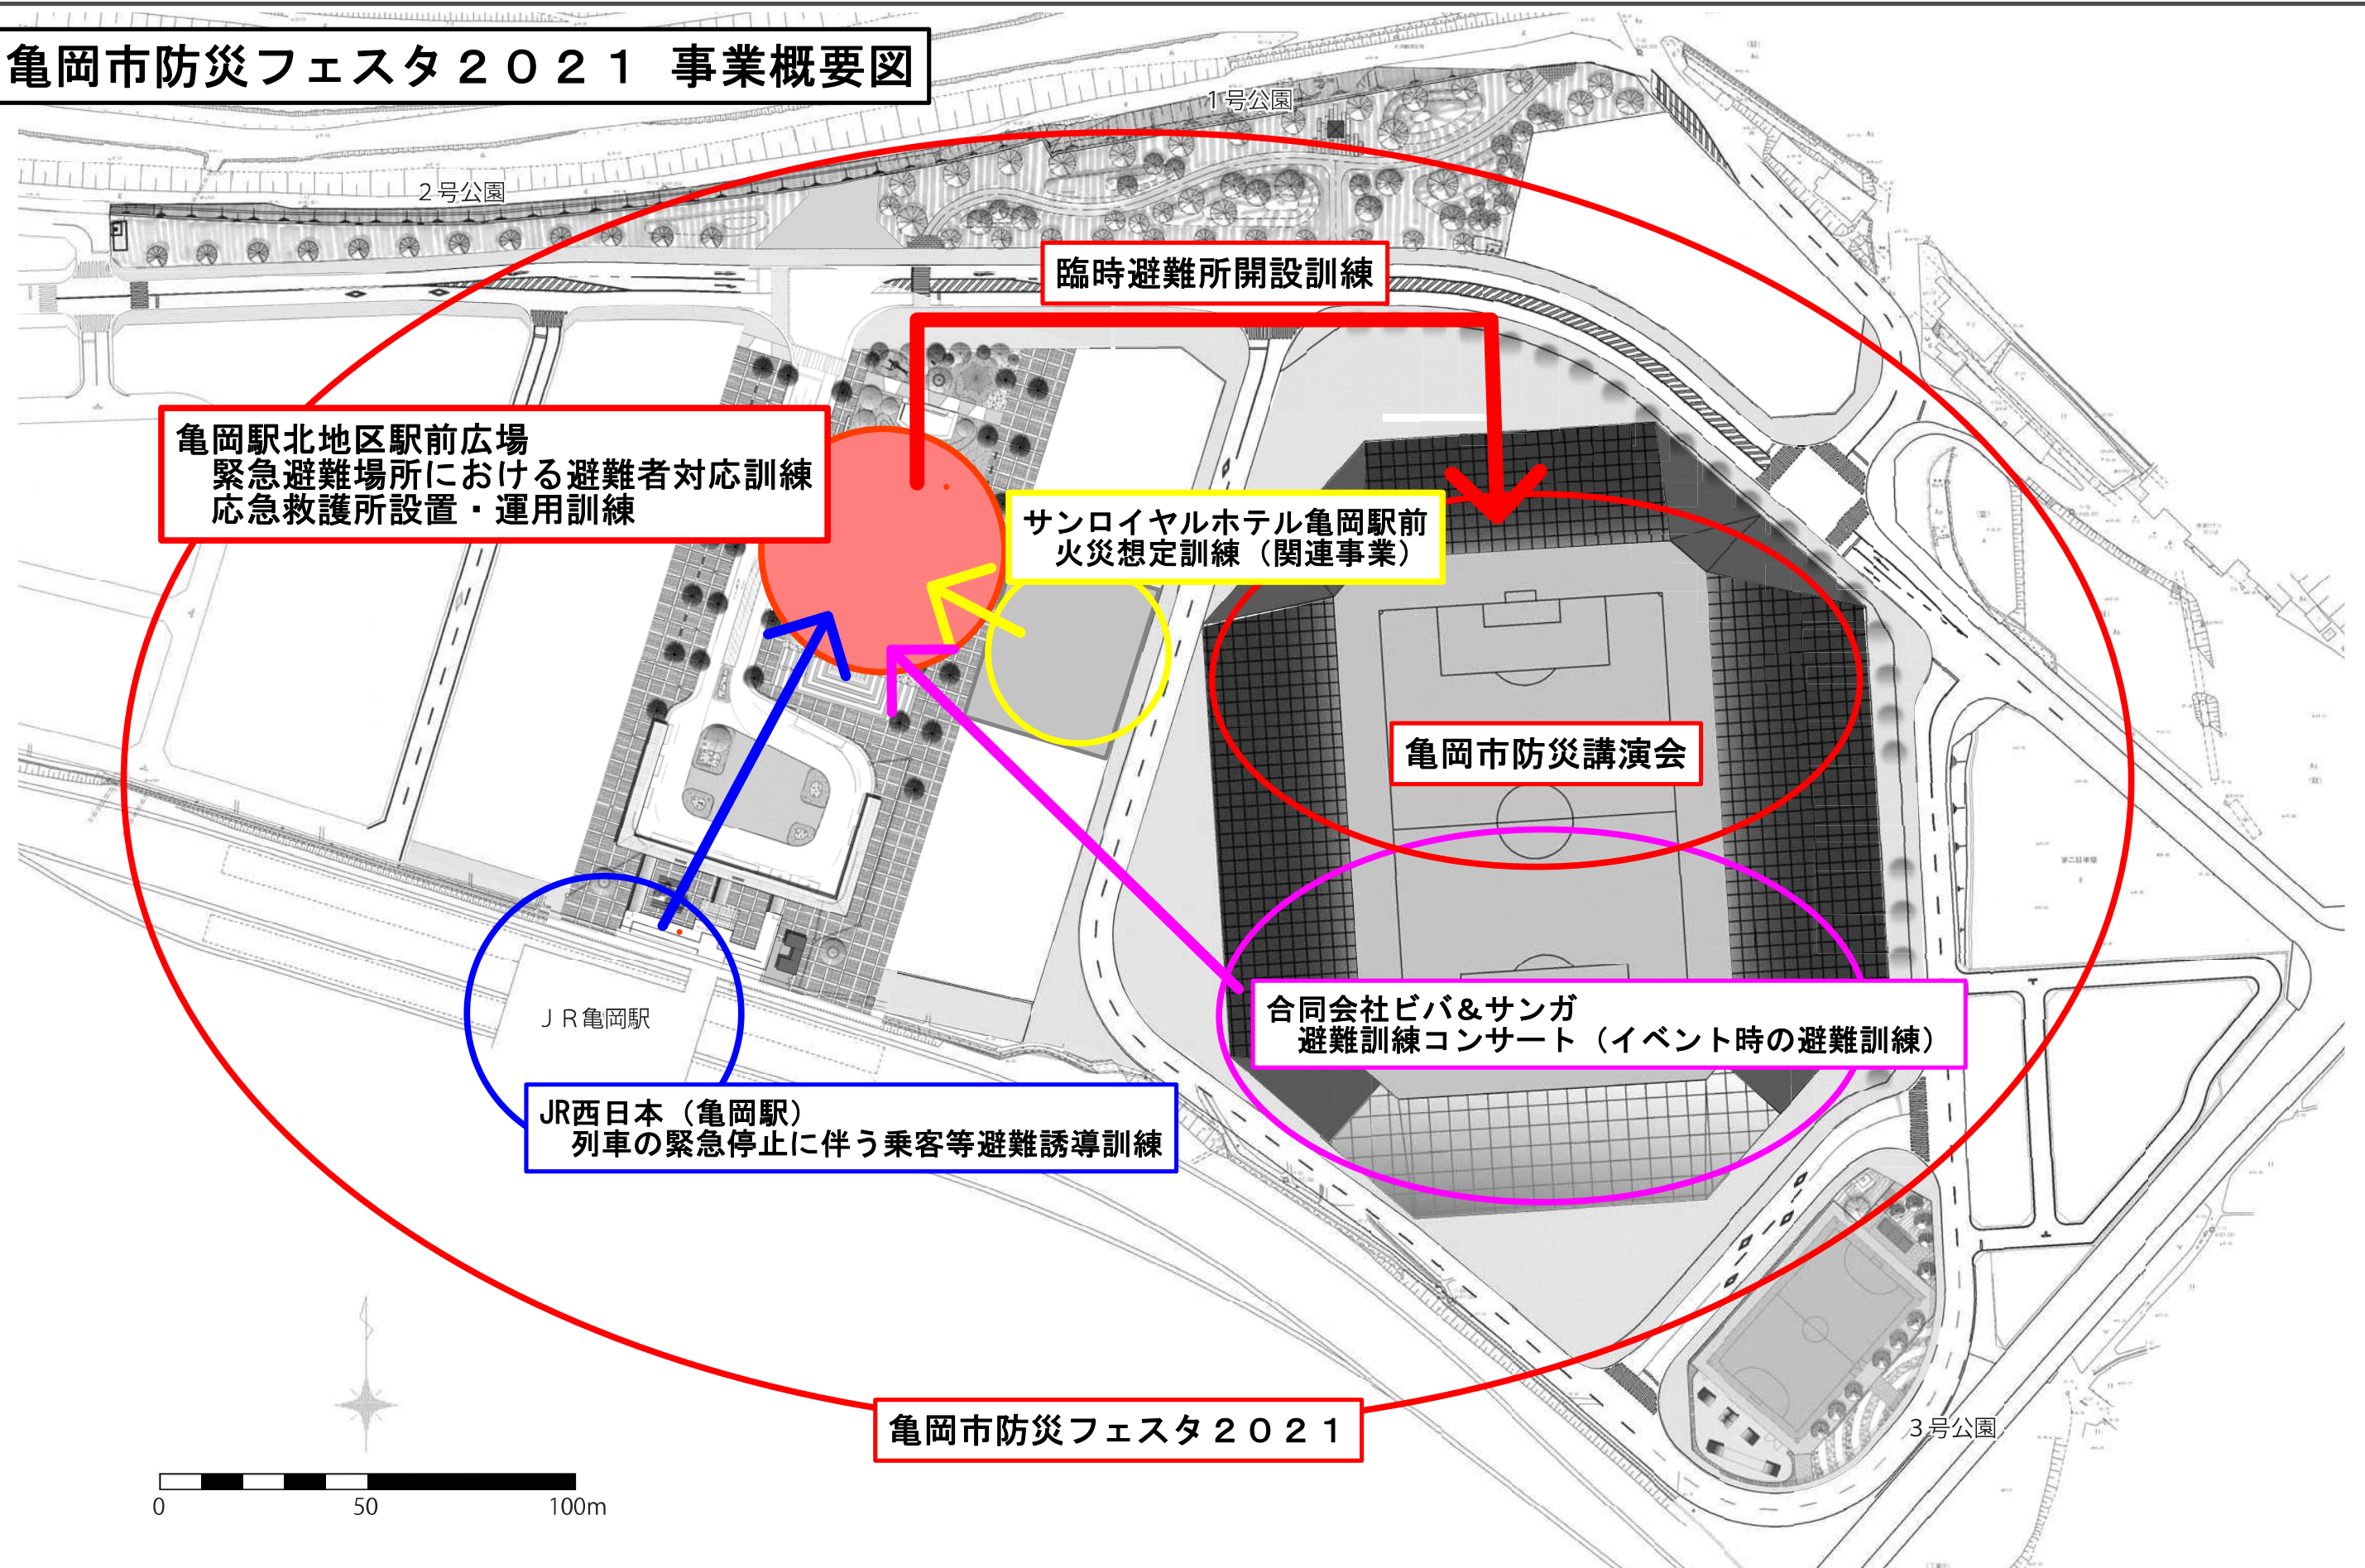 亀岡市防災フェスタ２０２１ 事業概要図
１号公園
２号公園
臨時避難所開設訓練
亀岡駅北地区駅前広場
緊急避難場所における避難者対応訓練
応急救護所設置・運用訓練
サンロイヤルホテル亀岡駅前
火災想定訓練（関連事業）
亀岡市防災講演会
第二駐車場
合同会社ビバ&サンガ
避難訓練コンサート（イベント時の避難訓練）
ＪＲ亀岡駅
JR西日本（亀岡駅）
列車の緊急停止に伴う乗客等避難誘導訓練
亀岡市防災フェスタ２０２１
３号公園
0 50 100m